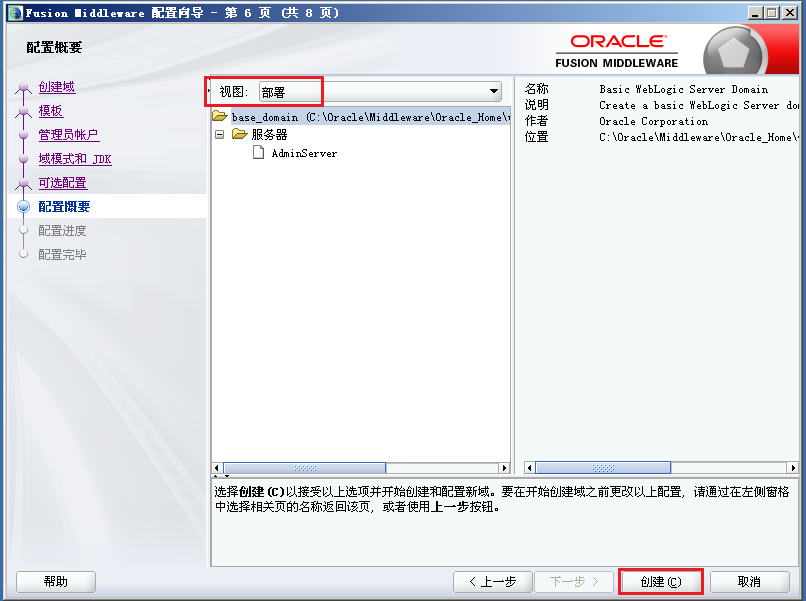 Fusion Middleware 配置向导 - 第 6 页 (共 8 页)
配置概要
ORACLE
FUSION MIDDLEWARE
创建域
模板
管理员帐户
域模式和 JDK
可选配置
配置概要
配置进度
配置完毕
视图: 部署
base_domain (C:\Oracle\Middleware\Oracle_Home\
服务器
AdminServer
名称 Basic WebLogic Server Domain
说明 Create a basic WebLogic Server
作者 Oracle Corporation
位置 C:\Oracle\Middleware\Oracle_Home\
选择创建(C)以接受以上选项并开始创建和配置新域。要在开始创建域之前更改以上配置, 请通过在左侧窗格
中选择相关页的名称返回该页, 或者使用上一步按钮。
帮助
< 上一步
下一步 >
创建(C)
取消